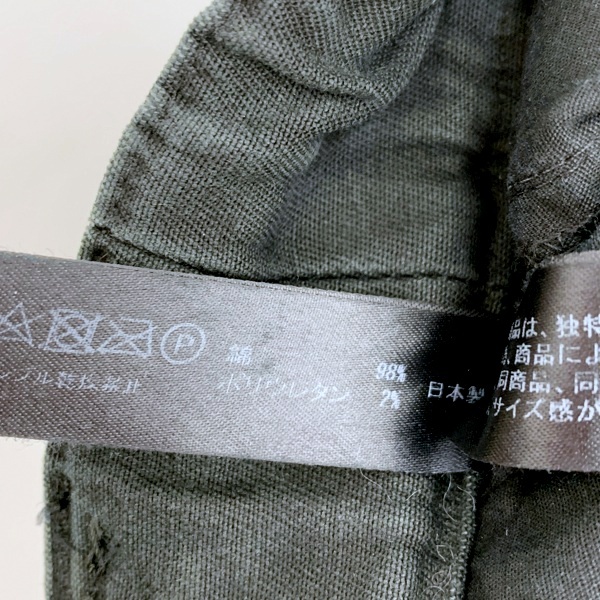 P
綿 98%
ポリウレタン 2%
日本製
品は、独特
商品によ
同商品、同
サイズ感が